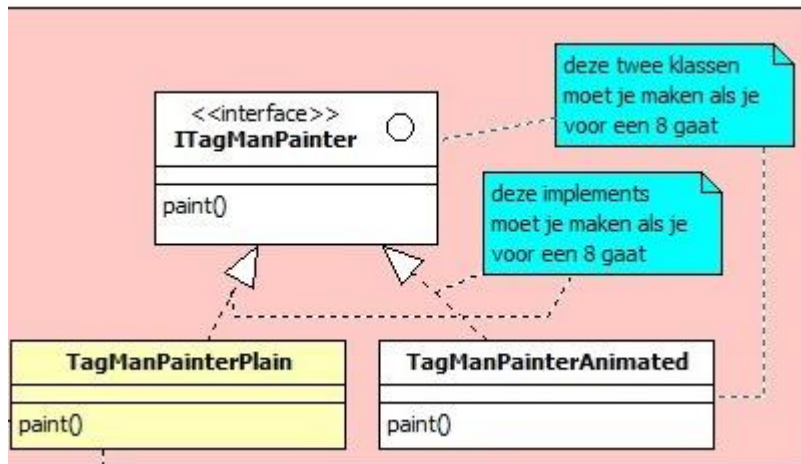 deze twee klassen
moet je maken als je
voor een 8 gaat
<<interface>>
ITagManPainter
paint()
deze implements
moet je maken als je
voor een 8 gaat
TagManPainterPlain
paint()
TagManPainterAnimated
paint()